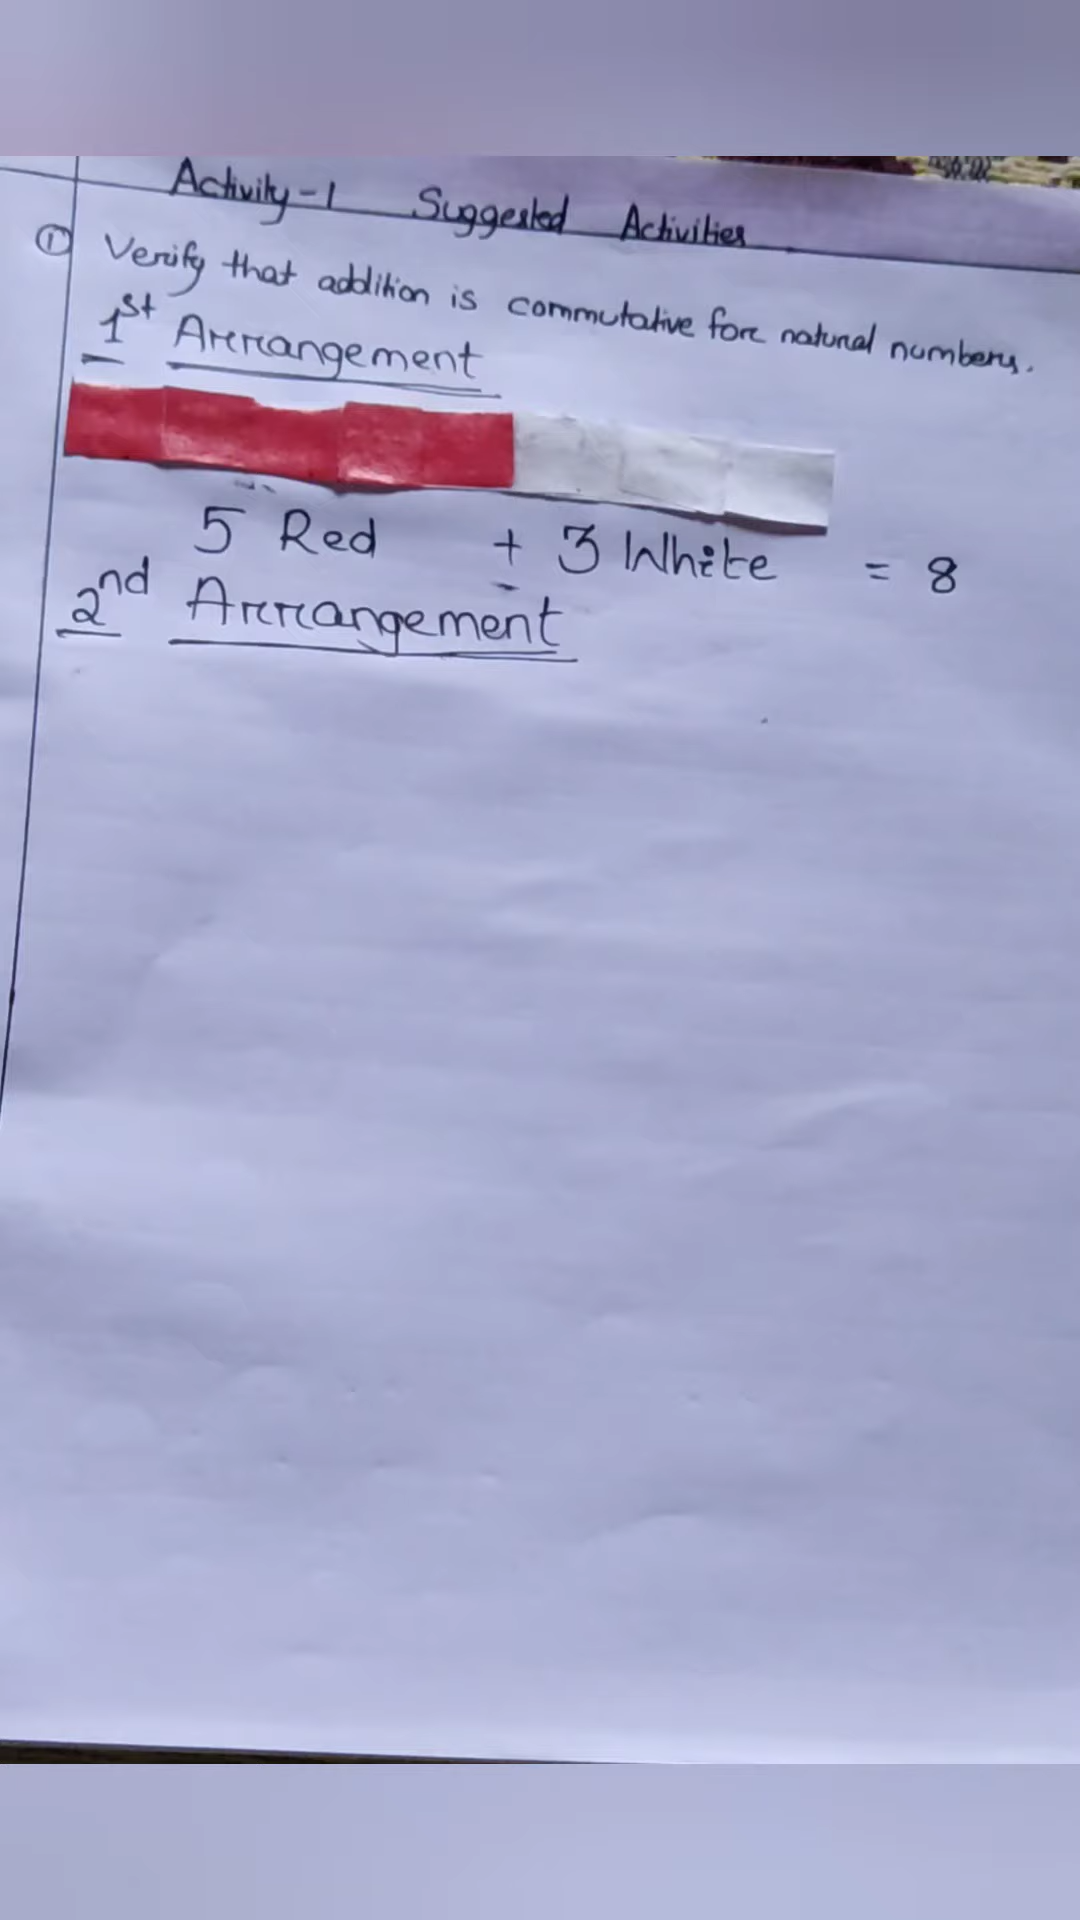 Activity-1 Suggested Activities
① Verify that addition is commutative for natural numbers.
1st Arrangement
5 Red + 3 White = 8
2nd Arrangement